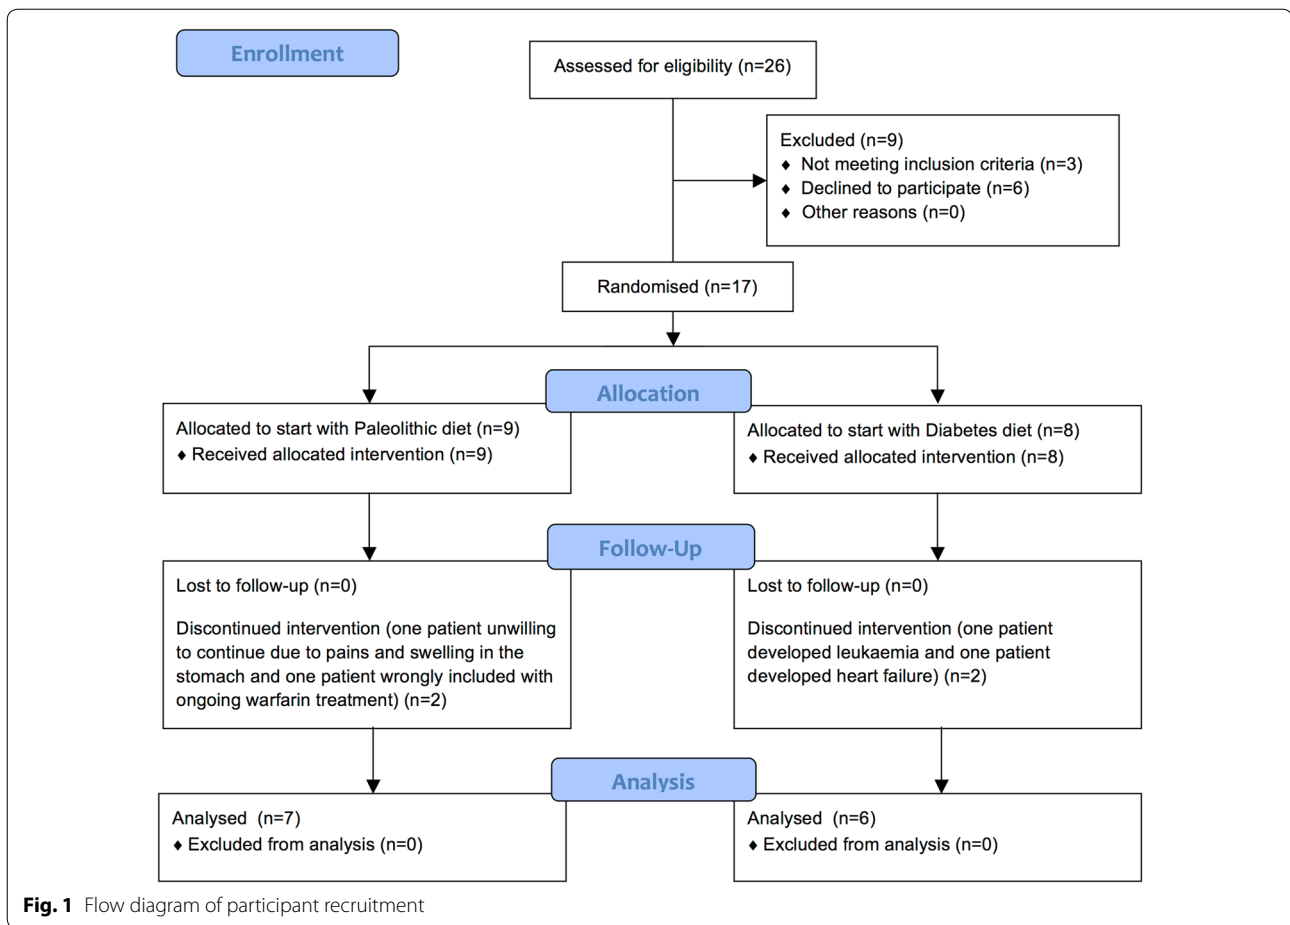 Enrollment
Assessed for eligibility (n=26)
Excluded (n=9)
♦ Not meeting inclusion criteria (n=3)
♦ Declined to participate (n=6)
♦ Other reasons (n=0)
Randomised (n=17)
Allocation
Allocated to start with Paleolithic diet (n=9)
♦ Received allocated intervention (n=9)
Allocated to start with Diabetes diet (n=8)
♦ Received allocated intervention (n=8)
Follow-Up
Lost to follow-up (n=0)
Discontinued intervention (one patient unwilling
to continue due to pains and swelling in the
stomach and one patient wrongly included with
ongoing warfarin treatment) (n=2)
Lost to follow-up (n=0)
Discontinued intervention (one patient
developed leukaemia and one patient
developed heart failure) (n=2)
Analysis
Analysed (n=7)
♦ Excluded from analysis (n=0)
Analysed (n=6)
♦ Excluded from analysis (n=0)
Fig. 1 Flow diagram of participant recruitment